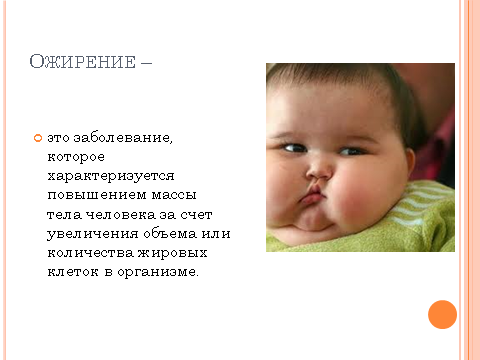 ОЖИРЕНИЕ –
это заболевание,
которое
характеризуется
повышением массы
тела человека за счет
увеличения объема или
количества жировых
клеток в организме.